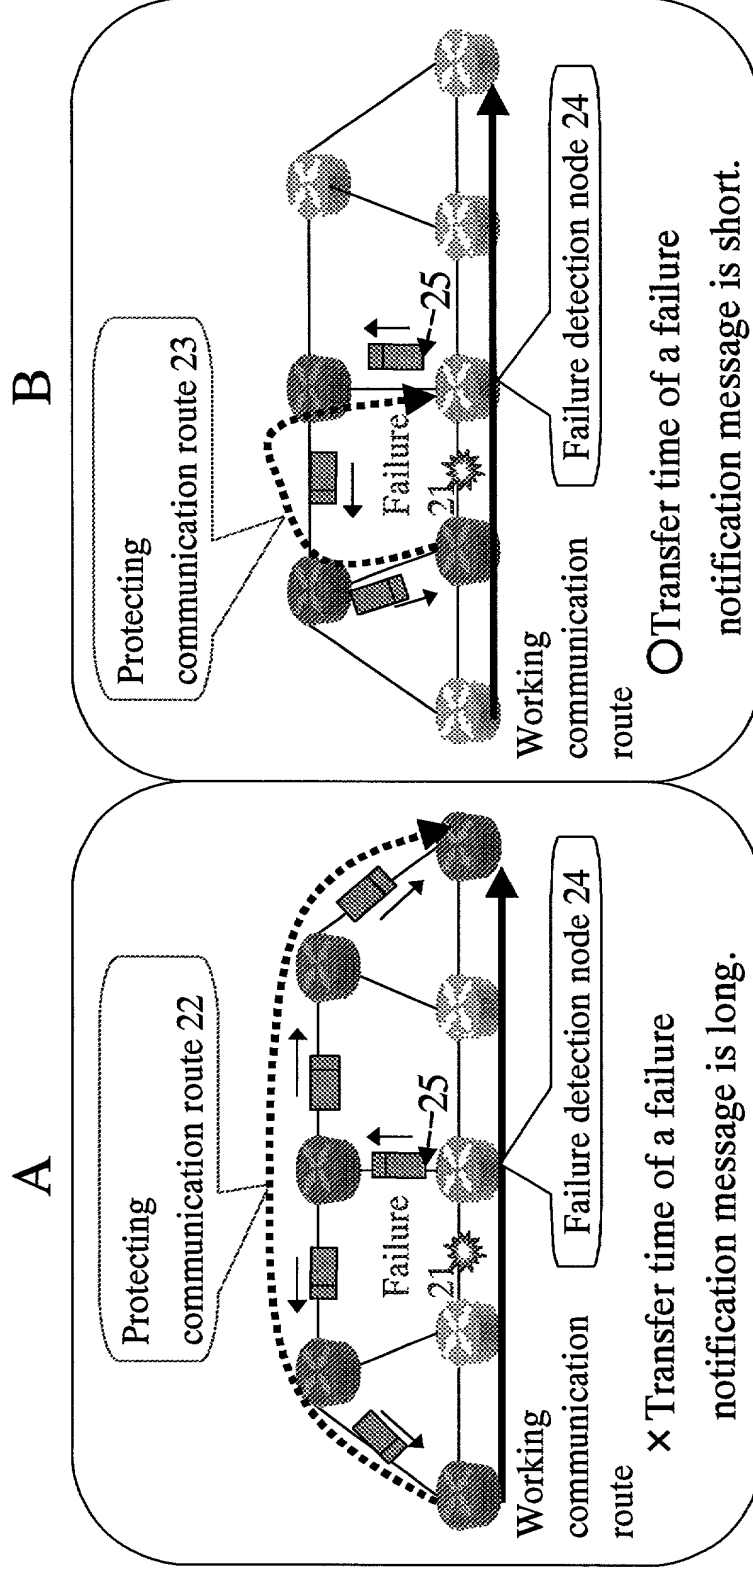 A
Protecting
communication route 22
Failure
21
25
Failure detection node 24
Working
communication
route
× Transfer time of a failure
notification message is long.
B
Protecting
communication route 23
Failure
21
25
Failure detection node 24
Working
communication
route
○Transfer time of a failure
notification message is short.